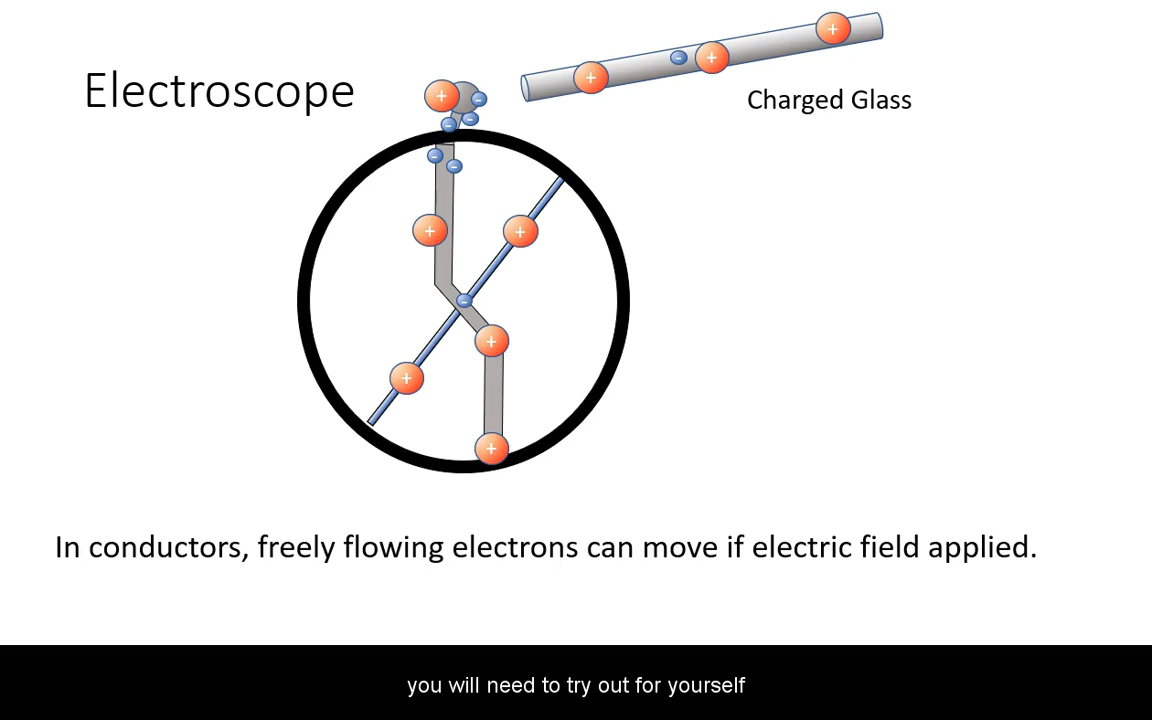 Electroscope
Charged Glass
In conductors, freely flowing electrons can move if electric field applied.
you will need to try out for yourself